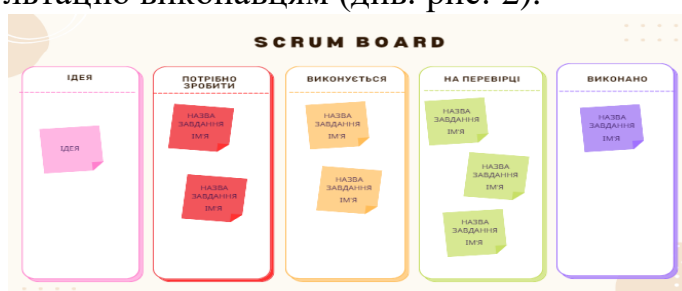 льтацію виконавцям (див. рис. 2).
SCRUM BOARD
ІДЕЯ
ПОТРІБНО
ЗРОБИТИ
ВИКОНУЄТЬСЯ
НА ПЕРЕВІРЦІ
ВИКОНАНО
ІДЕЯ
НАЗВА
ЗАВДАННЯ
ІМ'Я
НАЗВА
ЗАВДАННЯ
ІМ'Я
НАЗВА
ЗАВДАННЯ
ІМ'Я
НАЗВА
ЗАВДАННЯ
ІМ'Я
НАЗВА
ЗАВДАННЯ
ІМ'Я
НАЗВА
ЗАВДАННЯ
ІМ'Я
НАЗВА
ЗАВДАННЯ
ІМ'Я
НАЗВА
ЗАВДАННЯ
ІМ'Я